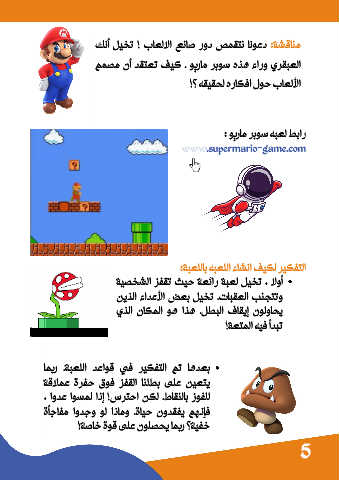 مناقشة: دعونا نتقمص دور صانع الالعاب ! تخيل أنك
العبقري وراء هذه سوبر ماريو . كيف تعتقد أن مصمم
الألعاب حول أفكاره لحقيقه ؟!
رابط لعبه سوبر ماريو :
www.supermario-game.com
التفكير لكيف انشاء اللعبه باللعبة:
• أولا ، تخيل لعبة رائعة حيث تقفز الشخصية
وتتجنب العقبات. تخيل بعض الأعداء الذين
يحاولون إيقاف البطل. هذا هو المكان الذي
تبدأ فيه المتعة!
• بعدها تم التفكير في قواعد اللعبة. ربما
يتعين على بطلنا القفز فوق حفرة عملاقة
للفوز بالنقاط. لكن احترس! إذا لمسوا عدوا ،
فإنهم يفقدون حياة. وماذا لو وجدوا مفاجأة
خفية؟ ربما يحصلون على قوة خاصة!
5